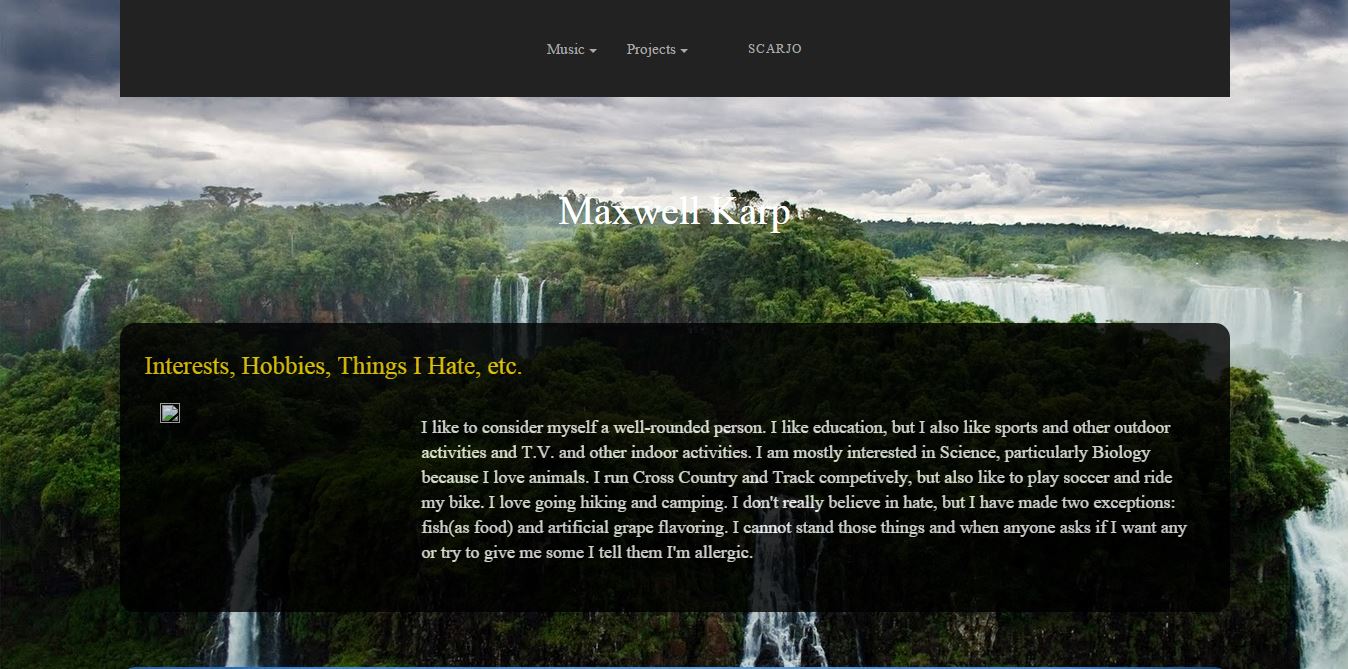 Music Projects SCARJO
Maxwell Karp
Interests, Hobbies, Things I Hate, etc.
I like to consider myself a well-rounded person. I like education, but I also like sports and other outdoor
activities and T.V. and other indoor activities. I am mostly interested in Science, particularly Biology
because I love animals. I run Cross Country and Track competively, but also like to play soccer and ride
my bike. I love going hiking and camping. I don't really believe in hate, but I have made two exceptions:
fish(as food) and artificial grape flavoring. I cannot stand those things and when anyone asks if I want any
or try to give me some I tell them I'm allergic.